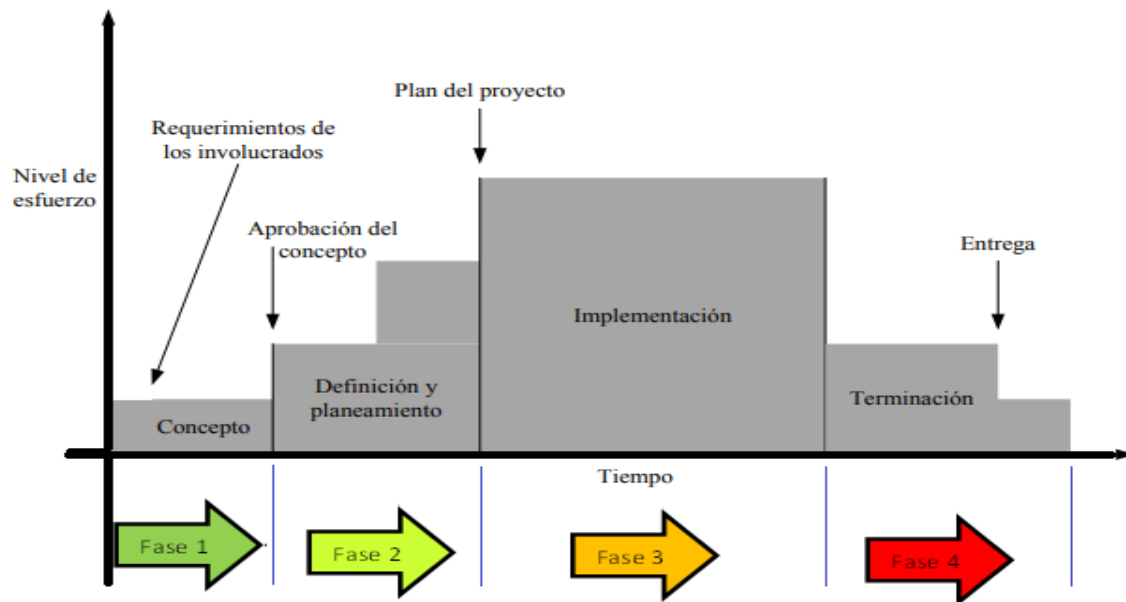 Plan del proyecto
Requerimientos de
los involucrados
Nivel de
esfuerzo
Aprobación del
concepto
Entrega
Implementación
Definición y
planeamiento
Terminación
Concepto
Tiempo
Fase 1
Fase 2
Fase 3
Fase 4